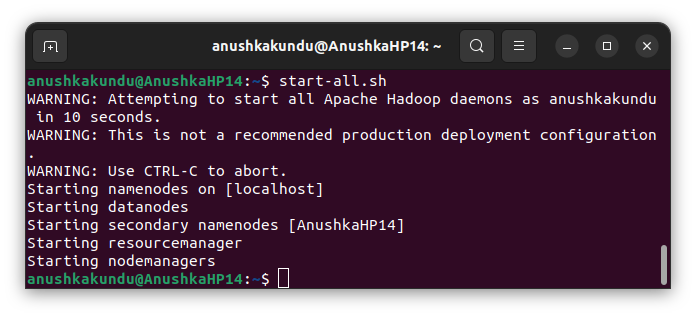 anushkakundu@AnushkaHP14: ~
anushkakundu@AnushkaHP14:~$ start-all.sh
WARNING: Attempting to start all Apache Hadoop daemons as anushkakundu
 in 10 seconds.
WARNING: This is not a recommended production deployment configuration
.
WARNING: Use CTRL-C to abort.
Starting namenodes on [localhost]
Starting datanodes
Starting secondary namenodes [AnushkaHP14]
Starting resourcemanager
Starting nodemanagers
anushkakundu@AnushkaHP14:~$